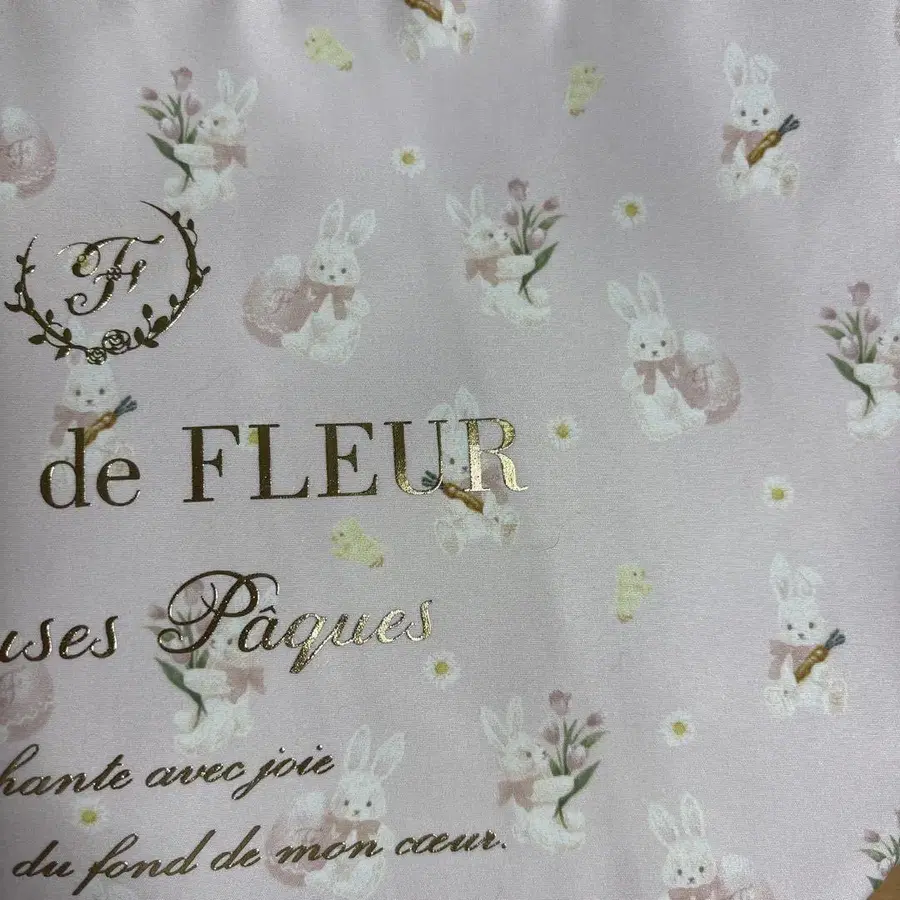 F
de FLEUR
uses Pâques
hante avec joie
du fond de mon cœur.